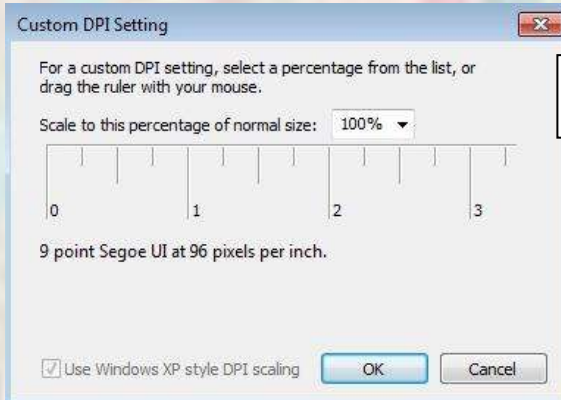 Custom DPI Setting
For a custom DPI setting, select a percentage from the list, or
drag the ruler with your mouse.
Scale to this percentage of normal size: 100%
0 1 2 3
9 point Segoe UI at 96 pixels per inch.
Use Windows XP style DPI scaling OK Cancel